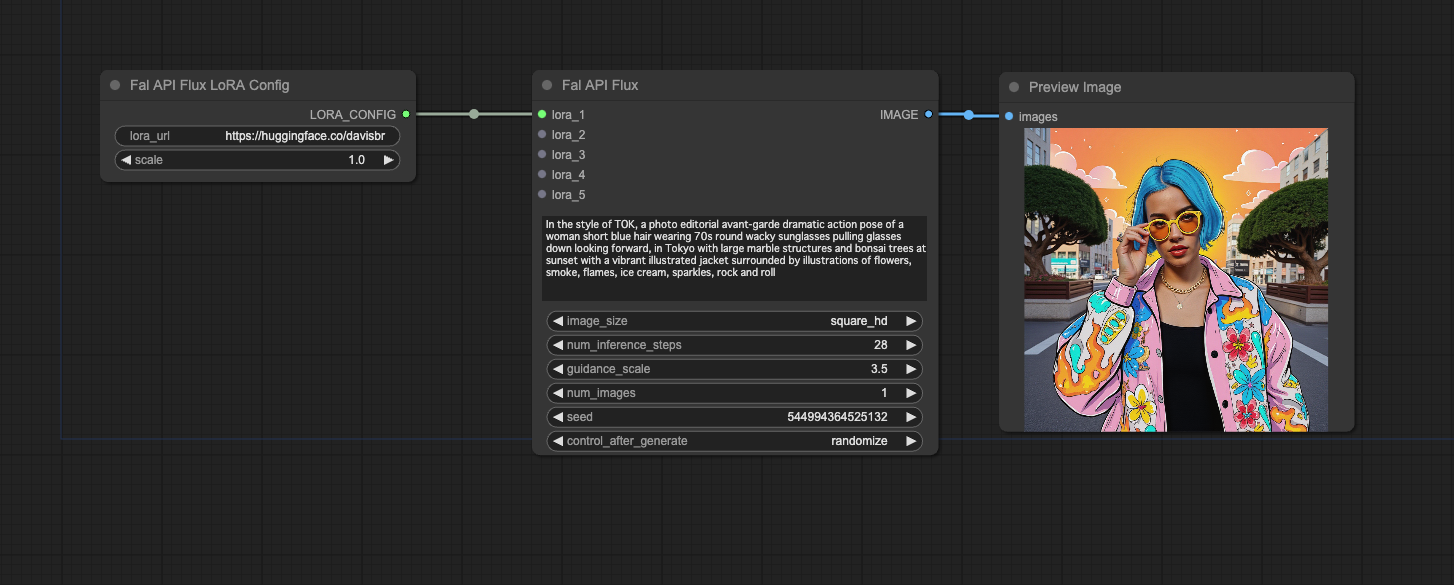 Fal API Flux LoRA Config
LORA_CONFIG
lora_url https://huggingface.co/davisbr
scale 1.0
Fal API Flux
lora_1 IMAGE
lora_2
lora_3
lora_4
lora_5
In the style of TOK, a photo editorial avant-garde dramatic action pose of a
woman short blue hair wearing 70s round wacky sunglasses pulling glasses
down looking forward, in Tokyo with large marble structures and bonsai trees at
sunset with a vibrant illustrated jacket surrounded by illustrations of flowers,
smoke, flames, ice cream, sparkles, rock and roll
image_size square_hd
num_inference_steps 28
guidance_scale 3.5
num_images 1
seed 544994364525132
control_after_generate randomize
Preview Image
images